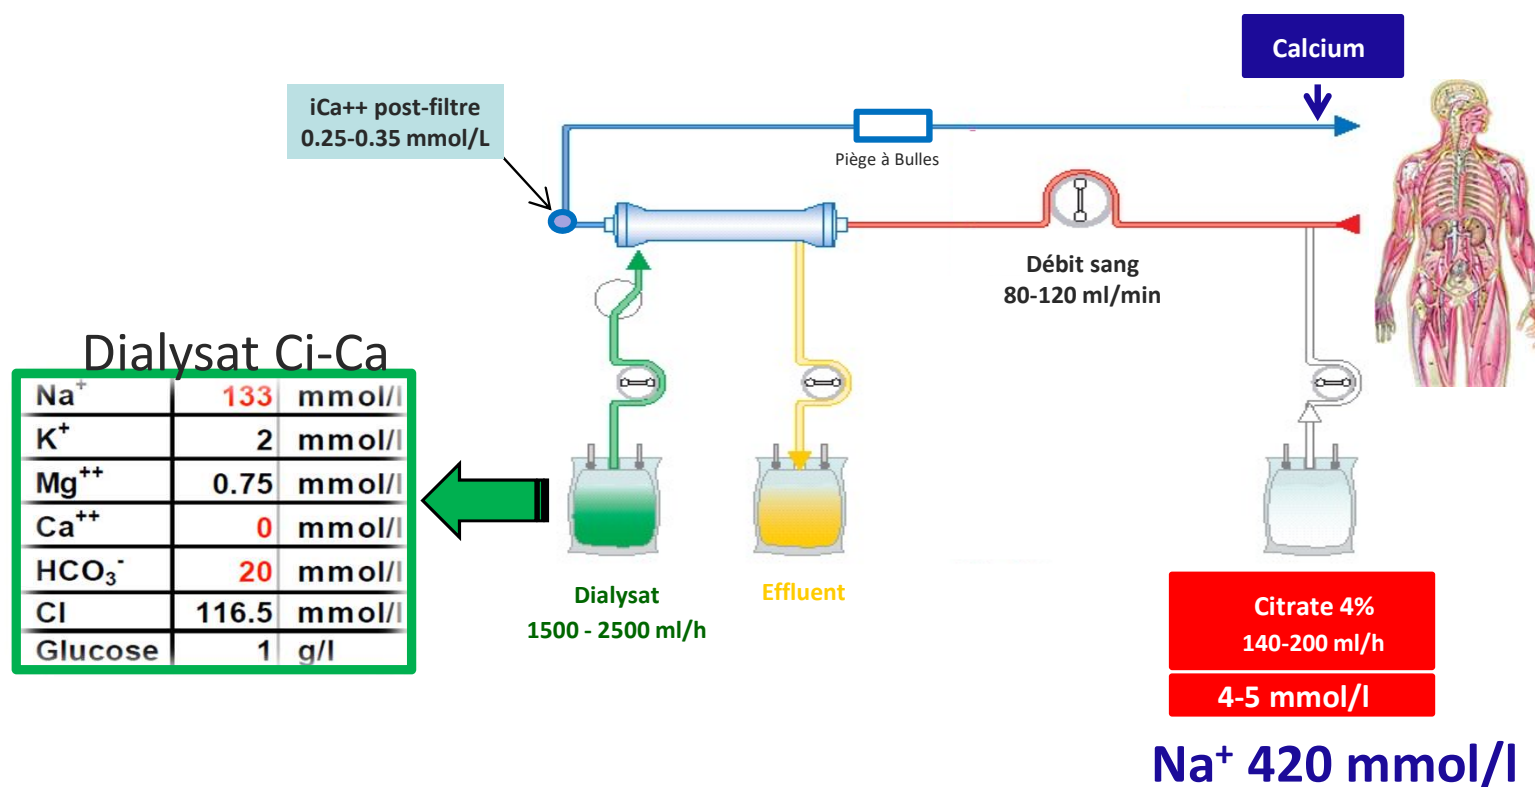 Calcium
iCa++ post-filtre
0.25-0.35 mmol/L
Piège à Bulles
Débit sang
80-120 ml/min
Dialysat Ci-Ca
Na⁺ 133 mmol/l
K⁺ 2 mmol/l
Mg⁺⁺ 0.75 mmol/l
Ca⁺⁺ 0 mmol/l
HCO₃⁻ 20 mmol/l
Cl 116.5 mmol/l
Glucose 1 g/l
Dialysat
1500 - 2500 ml/h
Effluent
Citrate 4%
140-200 ml/h
4-5 mmol/l
Na⁺ 420 mmol/l